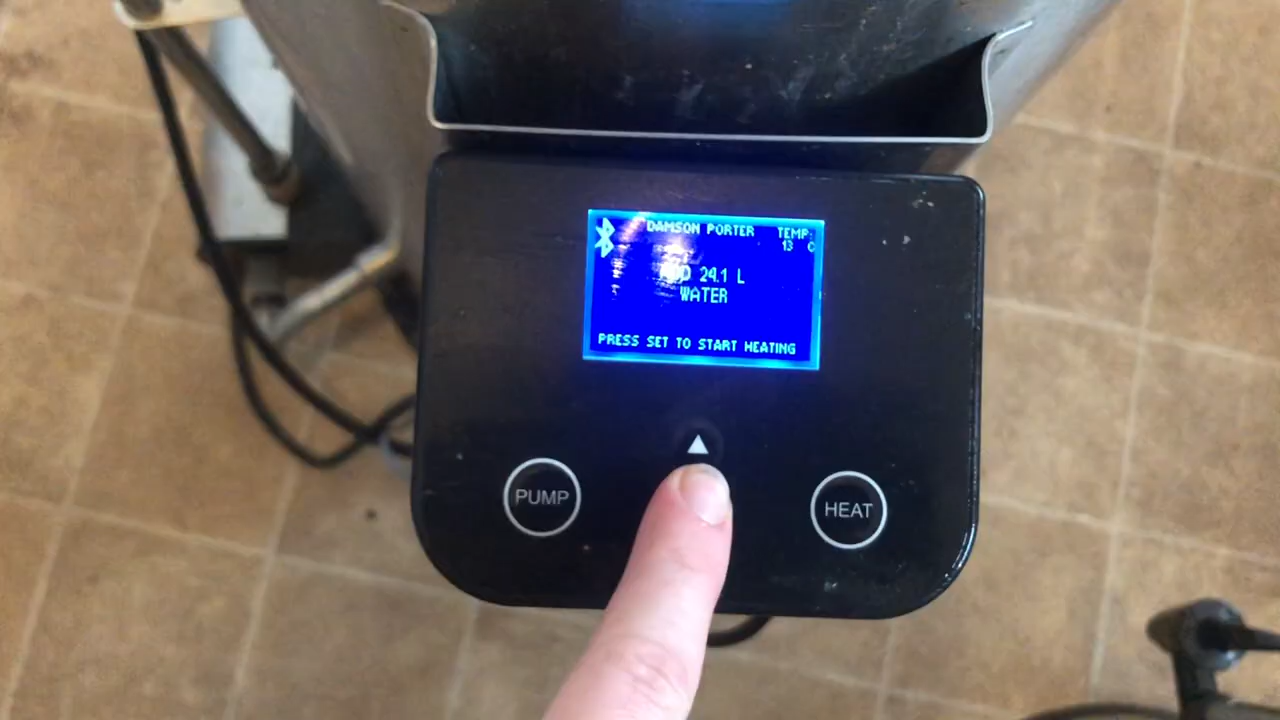 DAMSON PORTER TEMP:
13 C
24.1 L
WATER
PRESS SET TO START HEATING
PUMP
HEAT